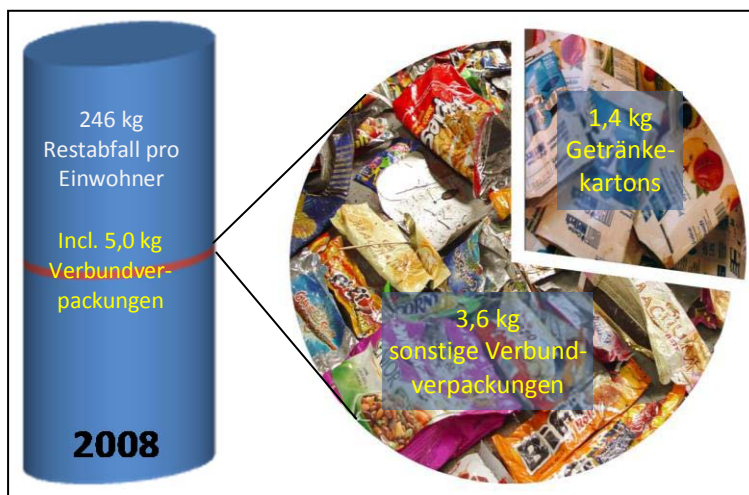 246 kg
Restabfall pro
Einwohner
Incl. 5,0 kg
Verbundver-
packungen
2008
1,4 kg
Getränke-
kartons
3,6 kg
sonstige Verbund-
verpackungen
BiFi